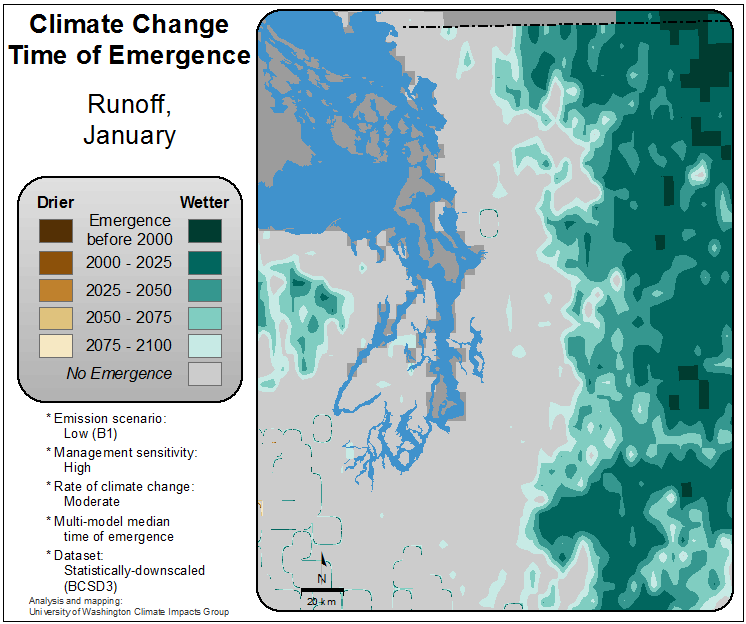 Climate Change
Time of Emergence
Runoff,
January
Drier Wetter
Emergence
before 2000
2000 - 2025
2025 - 2050
2050 - 2075
2075 - 2100
No Emergence
* Emission scenario:
Low (B1)
* Management sensitivity:
High
* Rate of climate change:
Moderate
* Multi-model median
time of emergence
* Dataset:
Statistically-downscaled
(BCSD3)
Analysis and mapping:
University of Washington Climate Impacts Group
N
20 km